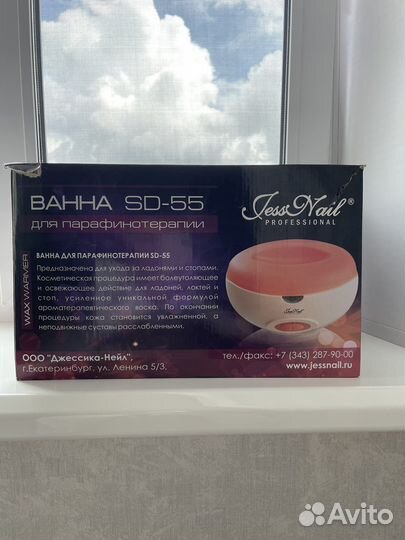 ВАННА SD-55
для парафинотерапии
JessNail®
PROFESSIONAL
WAX WARMER
ВАННА ДЛЯ ПАРАФИНОТЕРАПИИ SD-55
Предназначена для ухода за ладонями и стопами.
Косметическая процедура имеет болеутоляющее
и освежающее действие для ладоней, локтей и
стоп, усиленное уникальной формулой
ароматерапевтического воска. По окончании
процедуры кожа становится увлажненной, а
неподвижные суставы расслабленными.
JessNail
ООО "Джессика-Нейл",
г.Екатеринбург, ул. Ленина 5/3.
тел./факс: +7 (343) 287-90-00
www.jessnail.ru
Avito